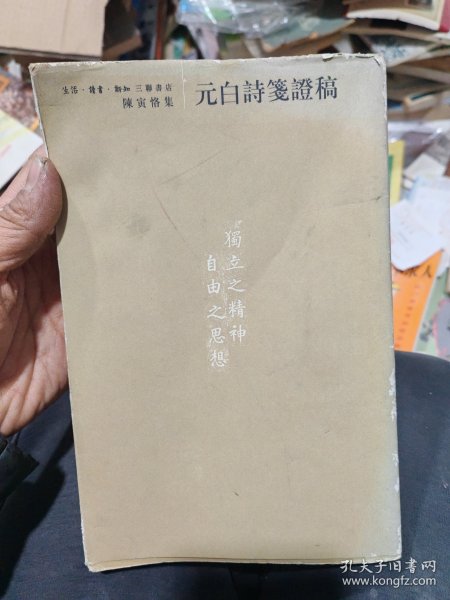 生活·讀書·新知 三聯書店
陳寅恪集
元白詩箋證稿
獨立之精神
自由之思想
人
孔夫子旧书网
www.kongfz.com